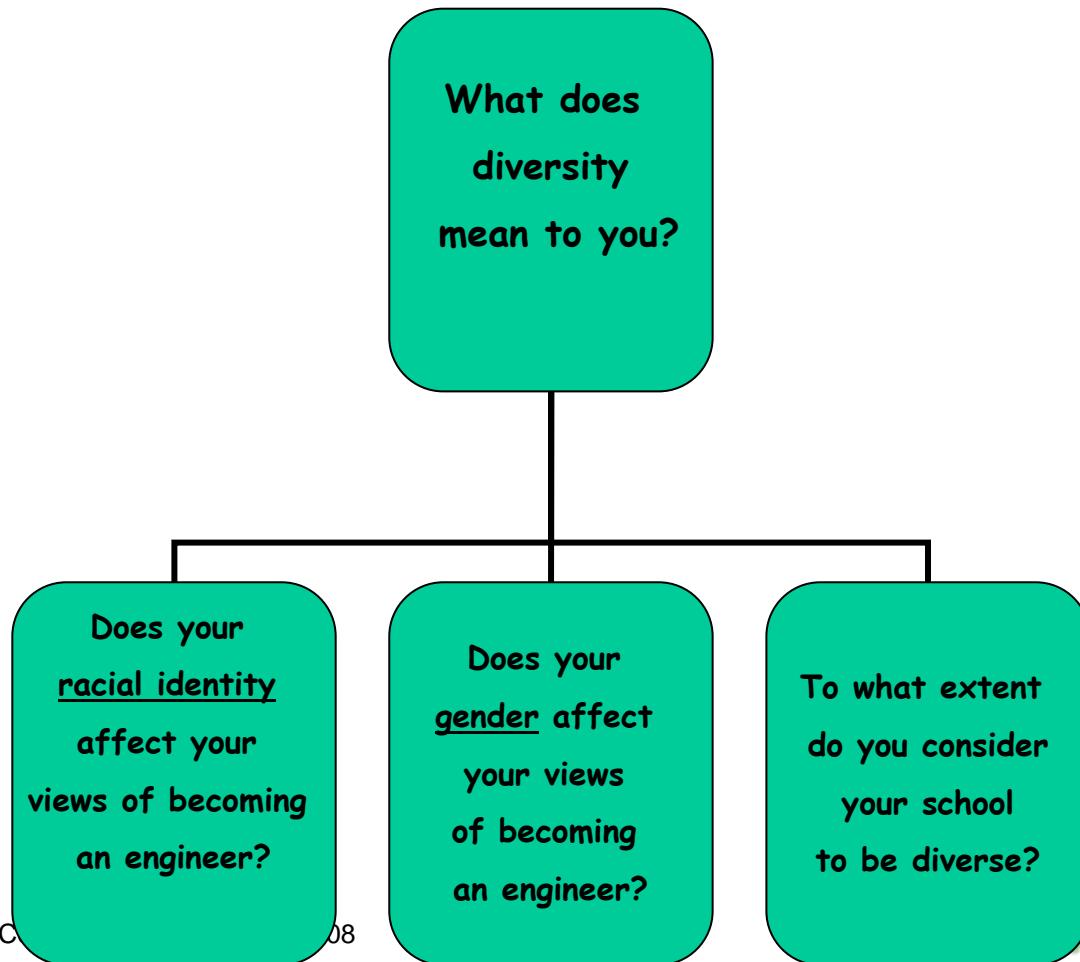 What does
diversity
mean to you?
Does your
racial identity
affect your
views of becoming
an engineer?
Does your
gender affect
your views
of becoming
an engineer?
To what extent
do you consider
your school
to be diverse?
08